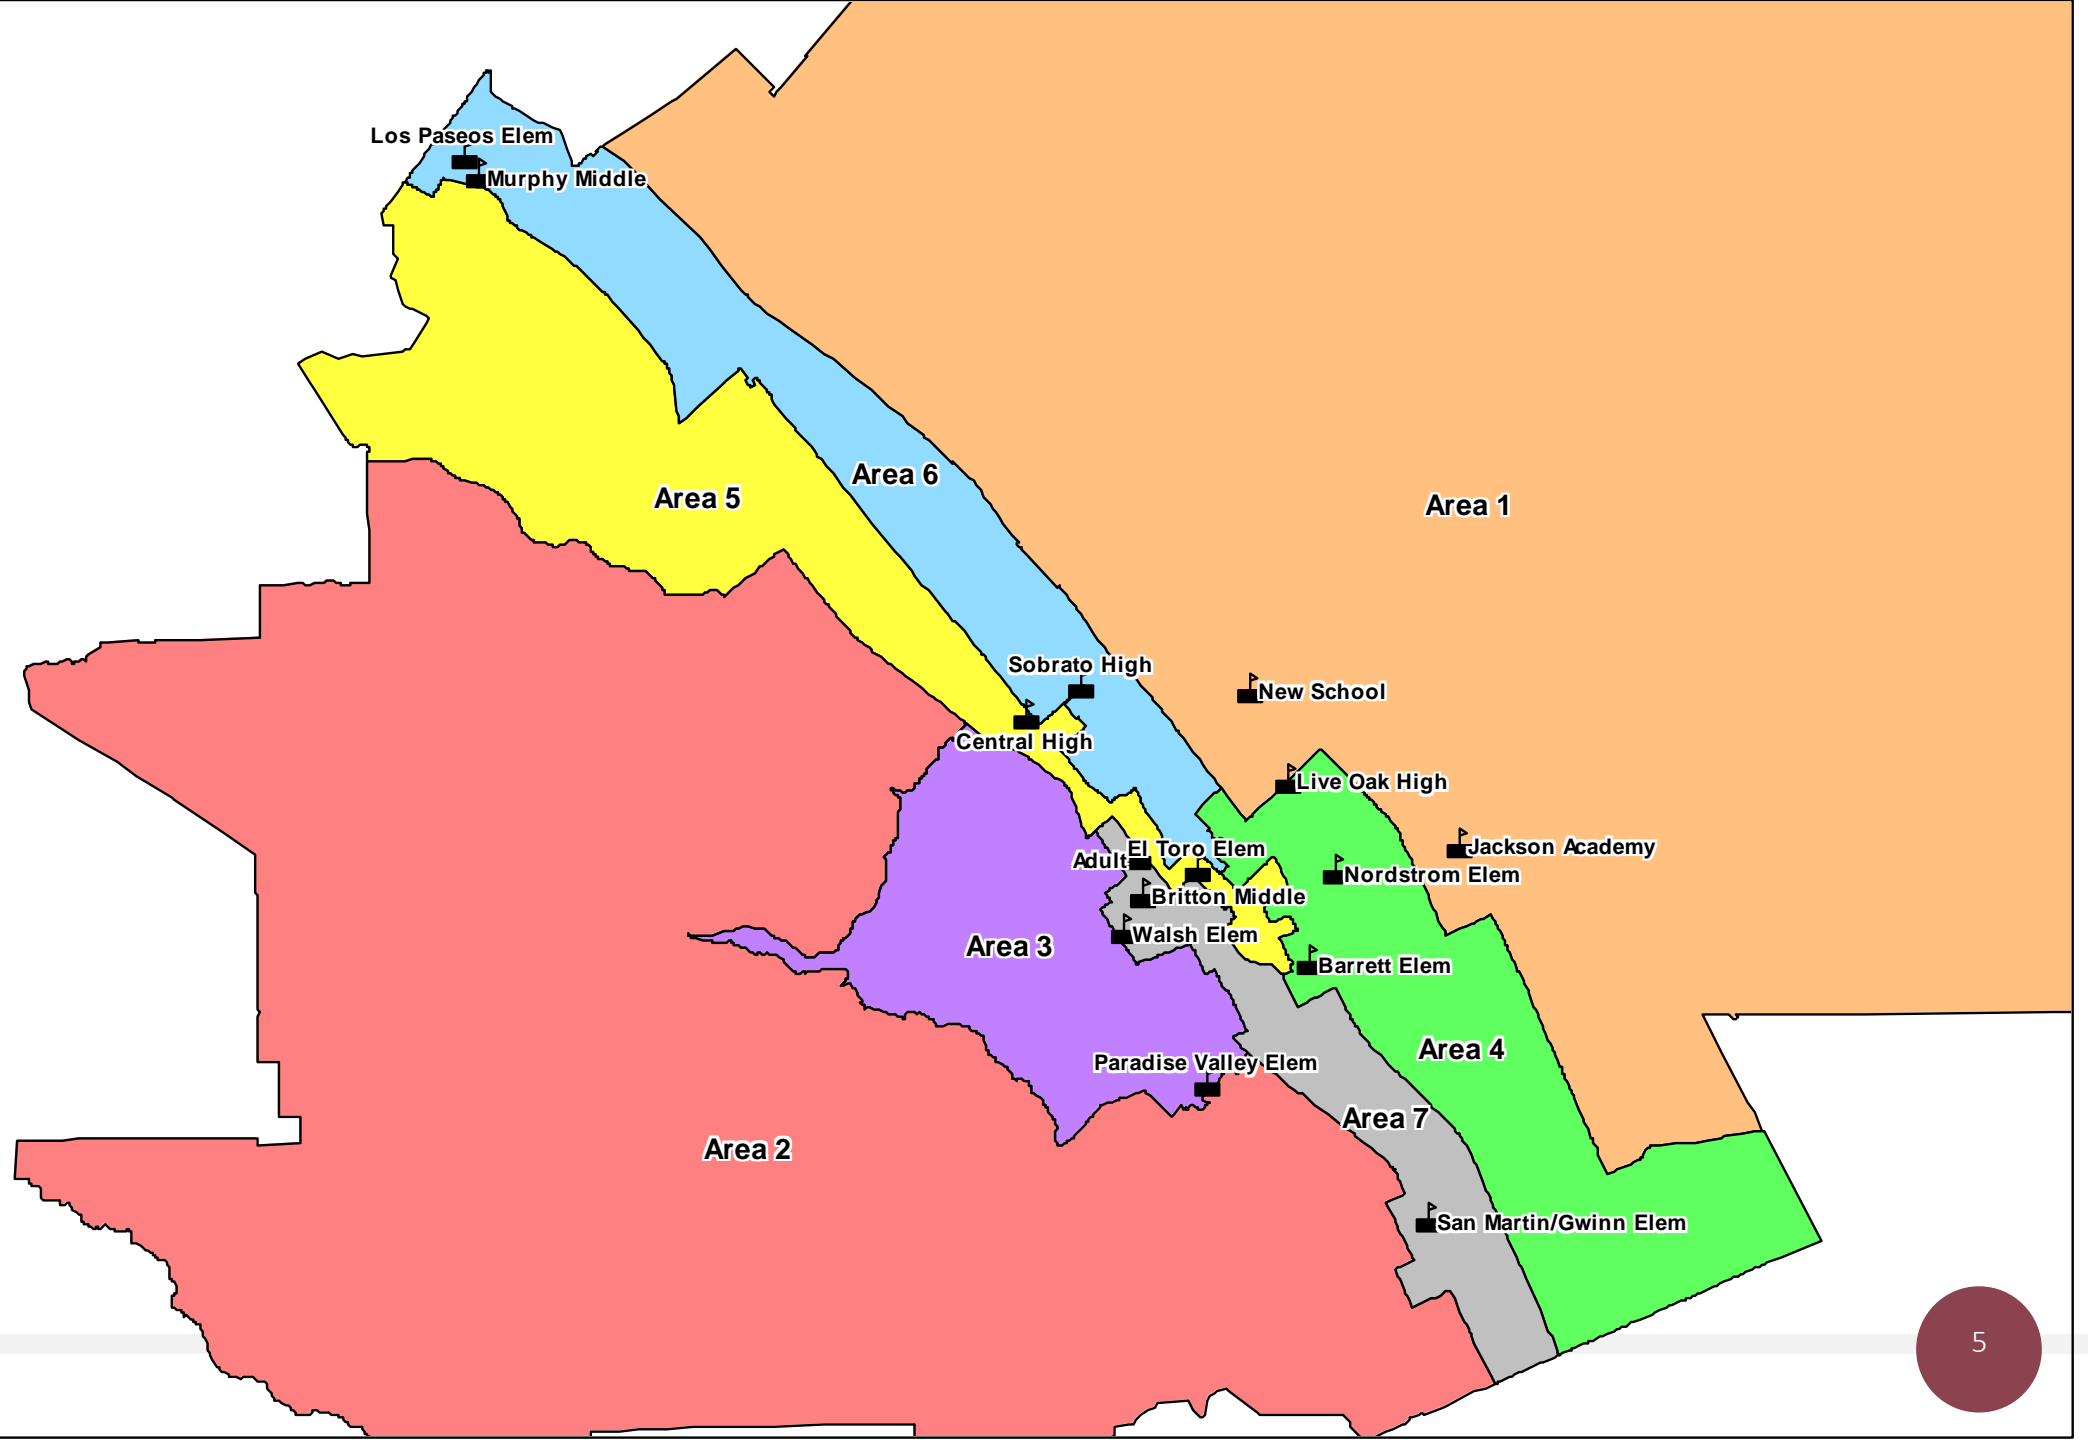 Los Paseos Elem
Murphy Middle
Area 6
Area 5
Area 1
Sobrato High
New School
Central High
Live Oak High
El Toro Elem
Jackson Academy
Adult
Nordstrom Elem
Britton Middle
Walsh Elem
Area 3
Barrett Elem
Area 4
Paradise Valley Elem
Area 7
Area 2
San Martin/Gwinn Elem
5